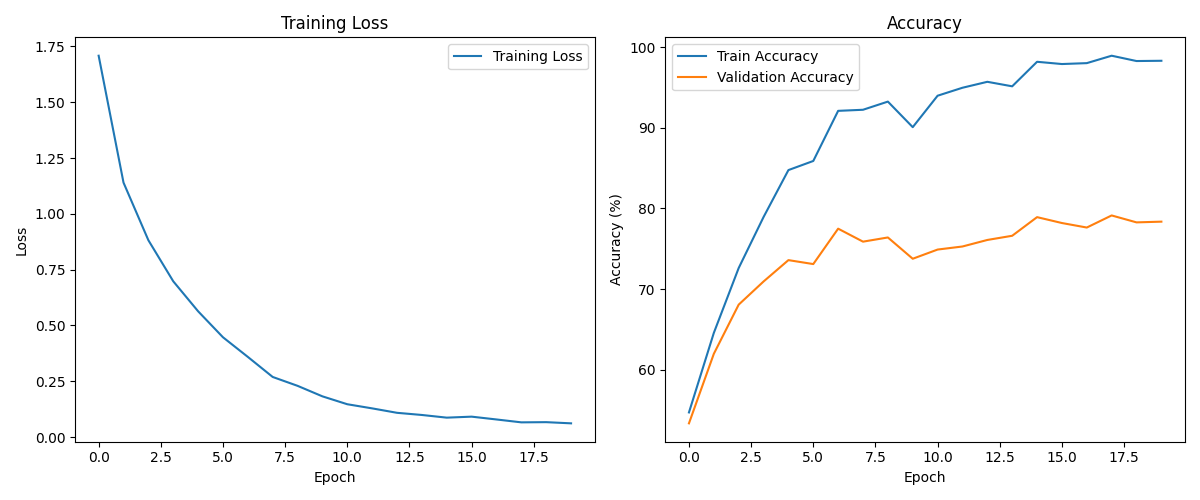 Training Loss
Training Loss
1.75
1.50
1.25
1.00
0.75
0.50
0.25
0.00
Loss
0.0 2.5 5.0 7.5 10.0 12.5 15.0 17.5
Epoch
Accuracy
Train Accuracy
Validation Accuracy
100
90
80
70
60
Accuracy (%)
0.0 2.5 5.0 7.5 10.0 12.5 15.0 17.5
Epoch